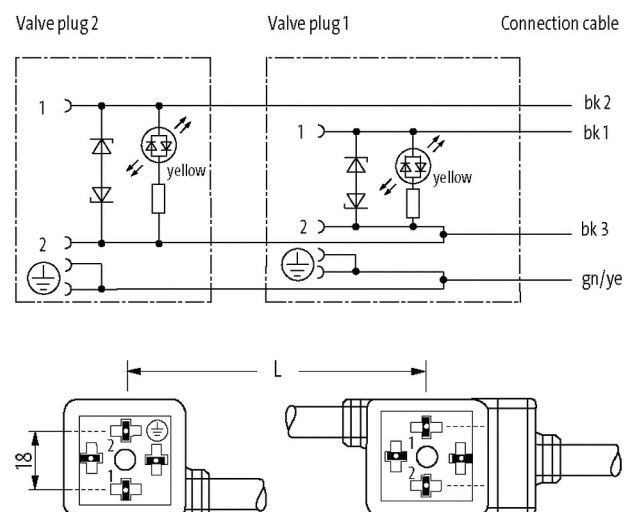 Valve plug 2 Valve plug 1 Connection cable
1 bk 2
1 bk 1
yellow yellow
2 bk 3
2
gn/ye
L
18
2
1
1
2